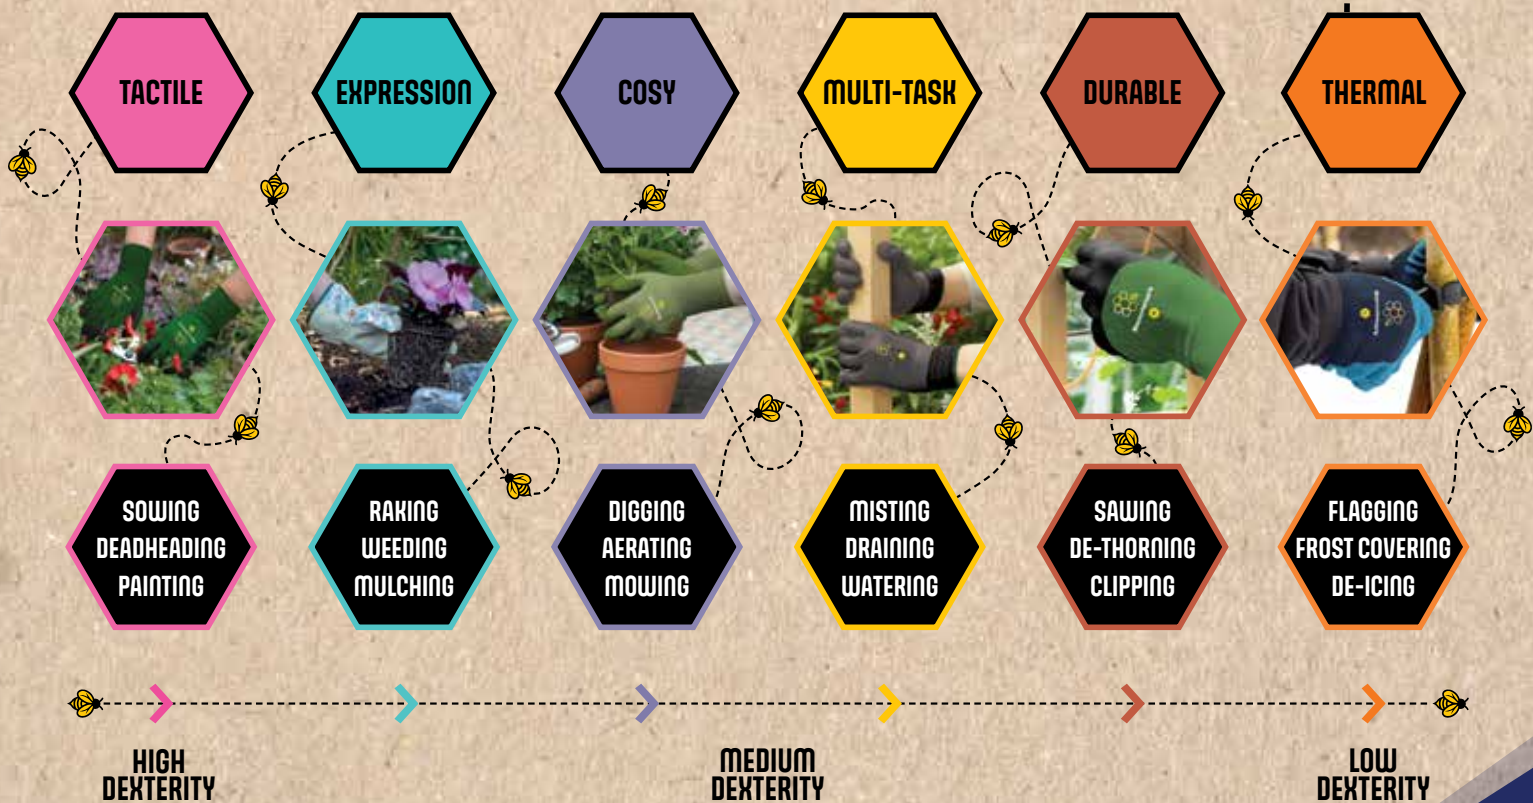 TACTILE
EXPRESSION
COSY
MULTI-TASK
DURABLE
THERMAL
SOWING
DEADHEADING
PAINTING
RAKING
WEEDING
MULCHING
DIGGING
AERATING
MOWING
MISTING
DRAINING
WATERING
SAWING
DE-THORNING
CLIPPING
FLAGGING
FROST COVERING
DE-ICING
HIGH
DEXTERITY
MEDIUM
DEXTERITY
LOW
DEXTERITY